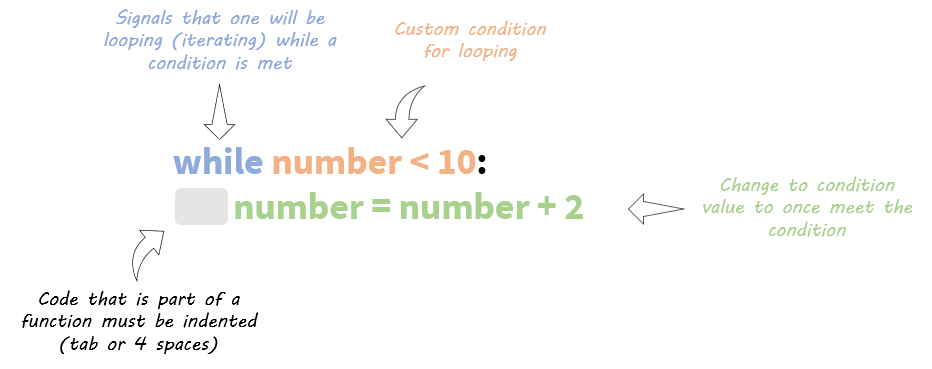 Signals that one will be
looping (iterating) while a
condition is met
Custom condition
for looping
while number < 10:
number = number + 2
Change to condition
value to once meet the
condition
Code that is part of a
function must be indented
(tab or 4 spaces)